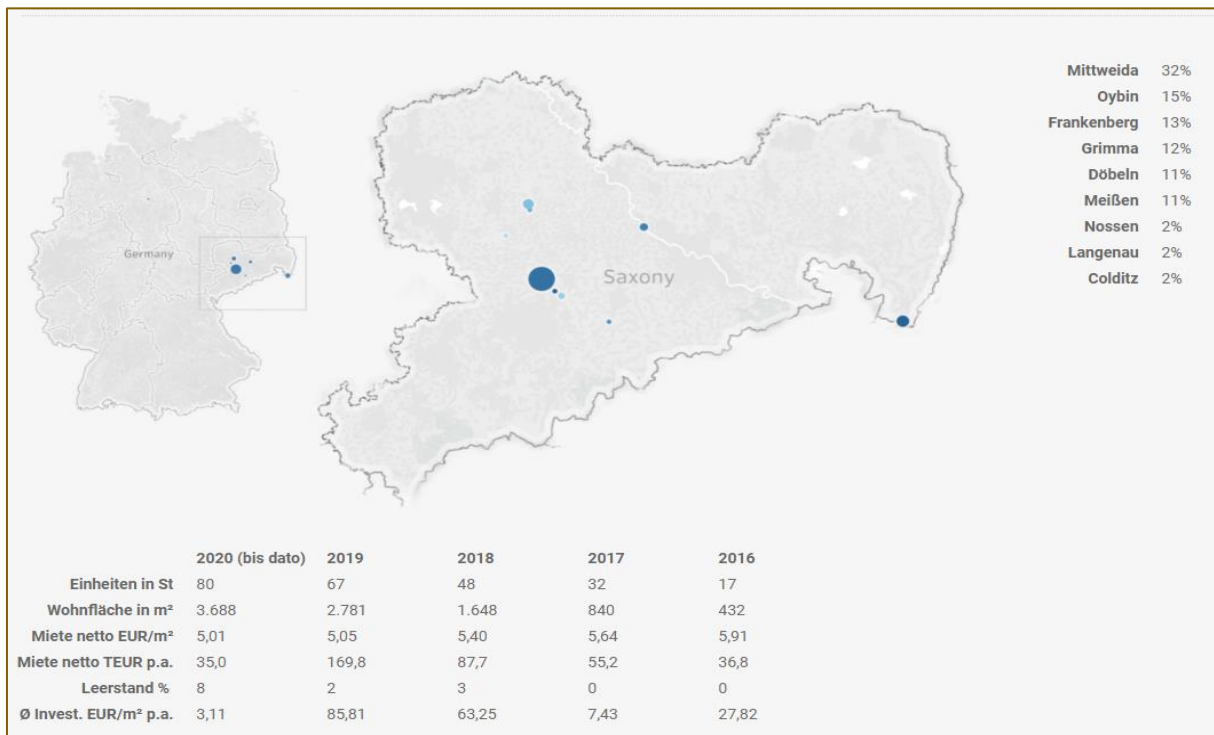 Mittweida 32%
Oybin 15%
Frankenberg 13%
Grimma 12%
Döbeln 11%
Meißen 11%
Nossen 2%
Langenau 2%
Colditz 2%
Germany
Saxony
2020 (bis dato) 2019 2018 2017 2016
Einheiten in St 80 67 48 32 17
Wohnfläche in m² 3.688 2.781 1.648 840 432
Miete netto EUR/m² 5,01 5,05 5,40 5,64 5,91
Miete netto TEUR p.a. 35,0 169,8 87,7 55,2 36,8
Leerstand % 8 2 3 0 0
Ø Invest. EUR/m² p.a. 3,11 85,81 63,25 7,43 27,82